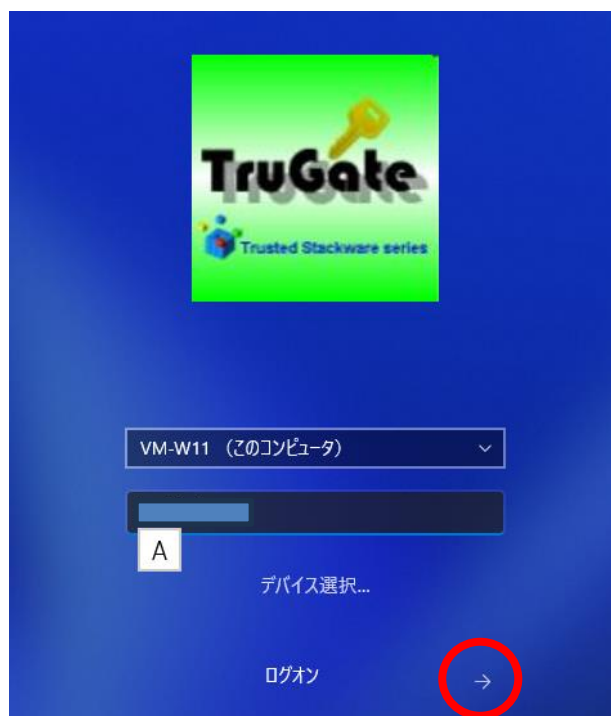 TruGate
Trusted Stackware series
VM-W11 （このコンピュータ）
A
デバイス選択...
ログオン